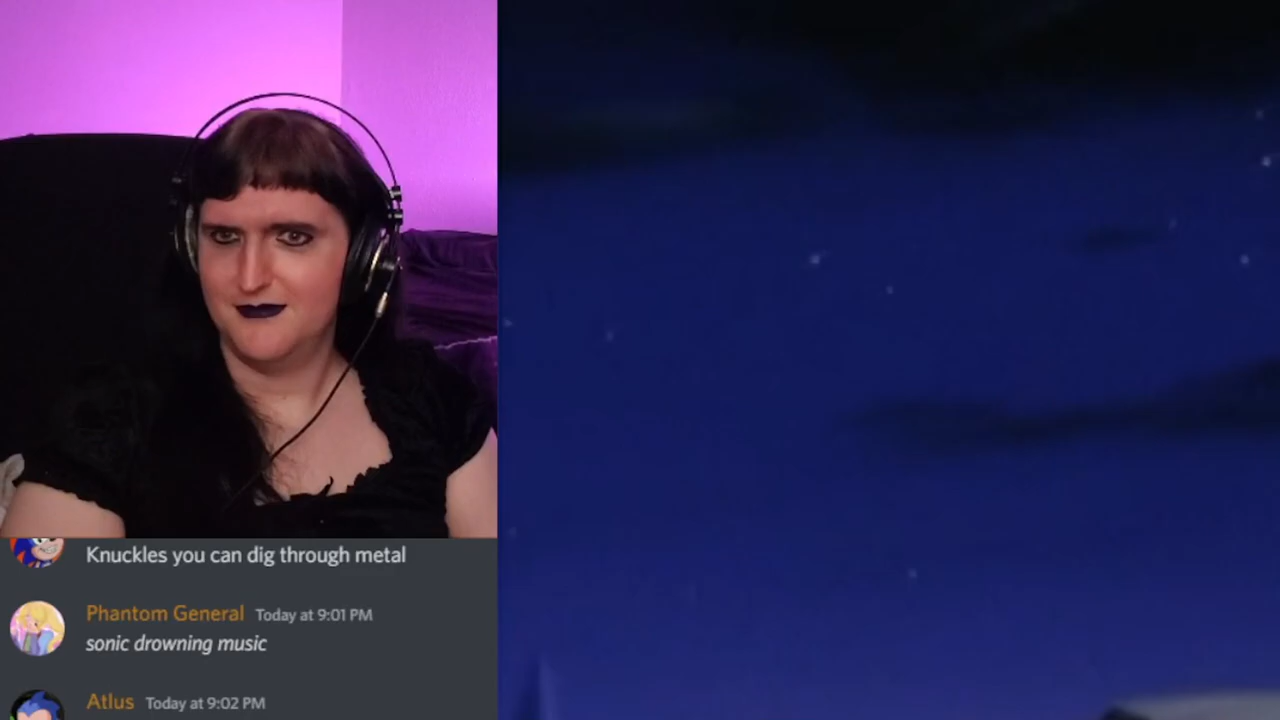 Knuckles you can dig through metal
Phantom General Today at 9:01 PM
sonic drowning music
Atlus Today at 9:02 PM